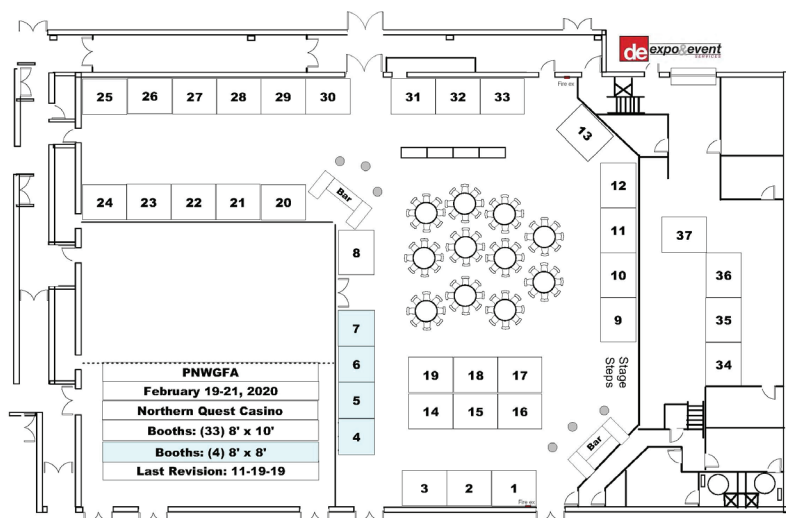 de expo&event
SERVICES
Fire ex
25 26 27 28 29 30 31 32 33
13
12
24 23 22 21 20
Bar
11
37
8
10
36
9
35
7
6
Stage
Steps
34
19 18 17
5
14 15 16
4
Bar
PNWGFA
February 19-21, 2020
Northern Quest Casino
Booths: (33) 8' x 10'
Booths: (4) 8' x 8'
Last Revision: 11-19-19
3 2 1
Fire ex